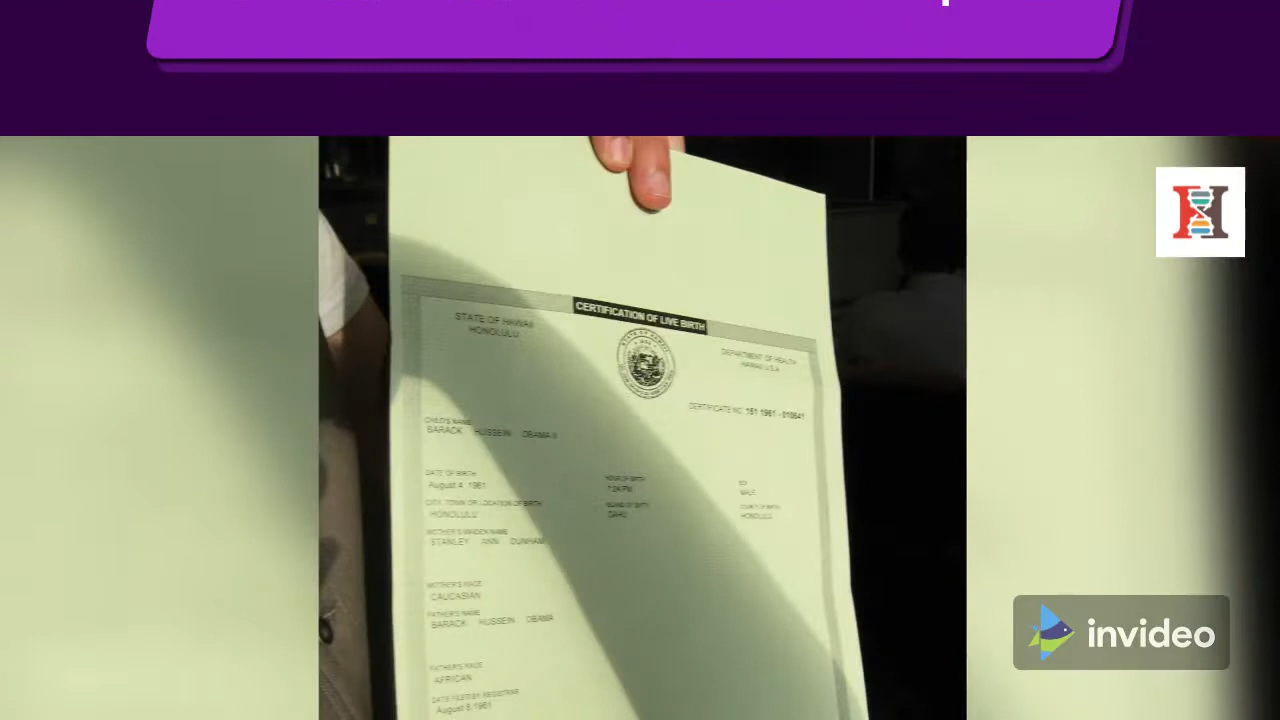 CERTIFICATION OF LIVE BIRTH
STATE OF HAWAII
HONOLULU
DEPARTMENT OF HEALTH
HAWAII U.S.A.
CERTIFICATE NO. 151 1961 - 010641
CHILD'S NAME
BARACK HUSSEIN OBAMA II
DATE OF BIRTH
August 4, 1961
HOUR OF BIRTH
7:24 PM
SEX
MALE
CITY, TOWN OR LOCATION OF BIRTH
HONOLULU
ISLAND OF BIRTH
OAHU
COUNTY OF BIRTH
HONOLULU
MOTHER'S MAIDEN NAME
STANLEY ANN DUNHAM
MOTHER'S RACE
CAUCASIAN
FATHER'S NAME
BARACK HUSSEIN OBAMA
FATHER'S RACE
AFRICAN
DATE FILED BY REGISTRAR
August 8, 1961
invideo